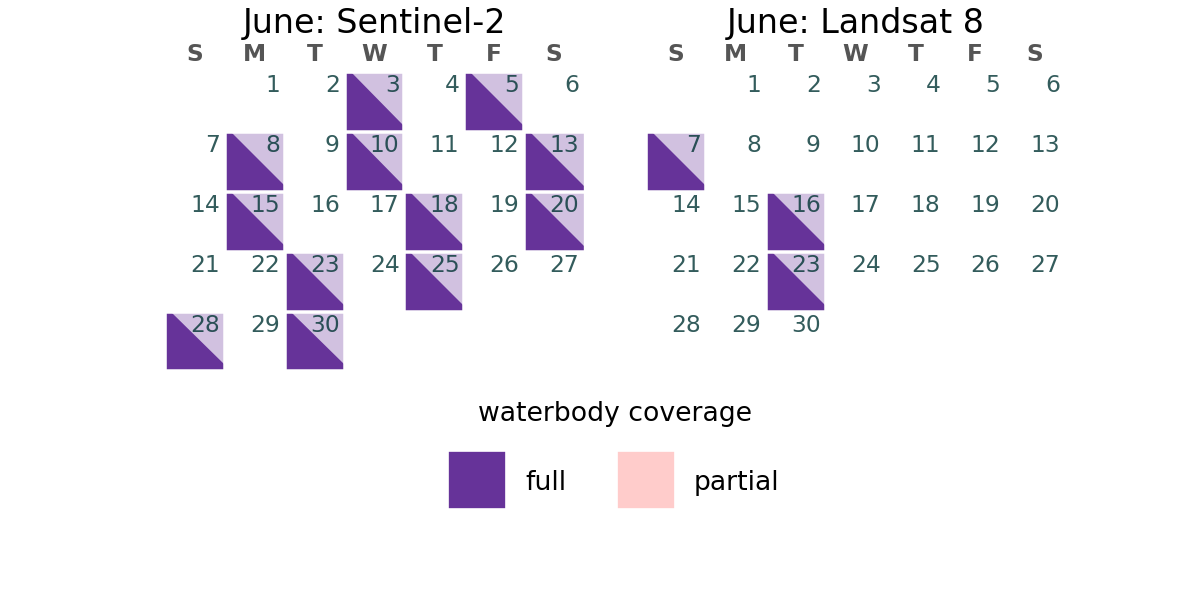 June: Sentinel-2
S M T W T F S
1 2 3 4 5 6
7 8 9 10 11 12 13
14 15 16 17 18 19 20
21 22 23 24 25 26 27
28 29 30
June: Landsat 8
S M T W T F S
1 2 3 4 5 6
7 8 9 10 11 12 13
14 15 16 17 18 19 20
21 22 23 24 25 26 27
28 29 30
waterbody coverage
full partial